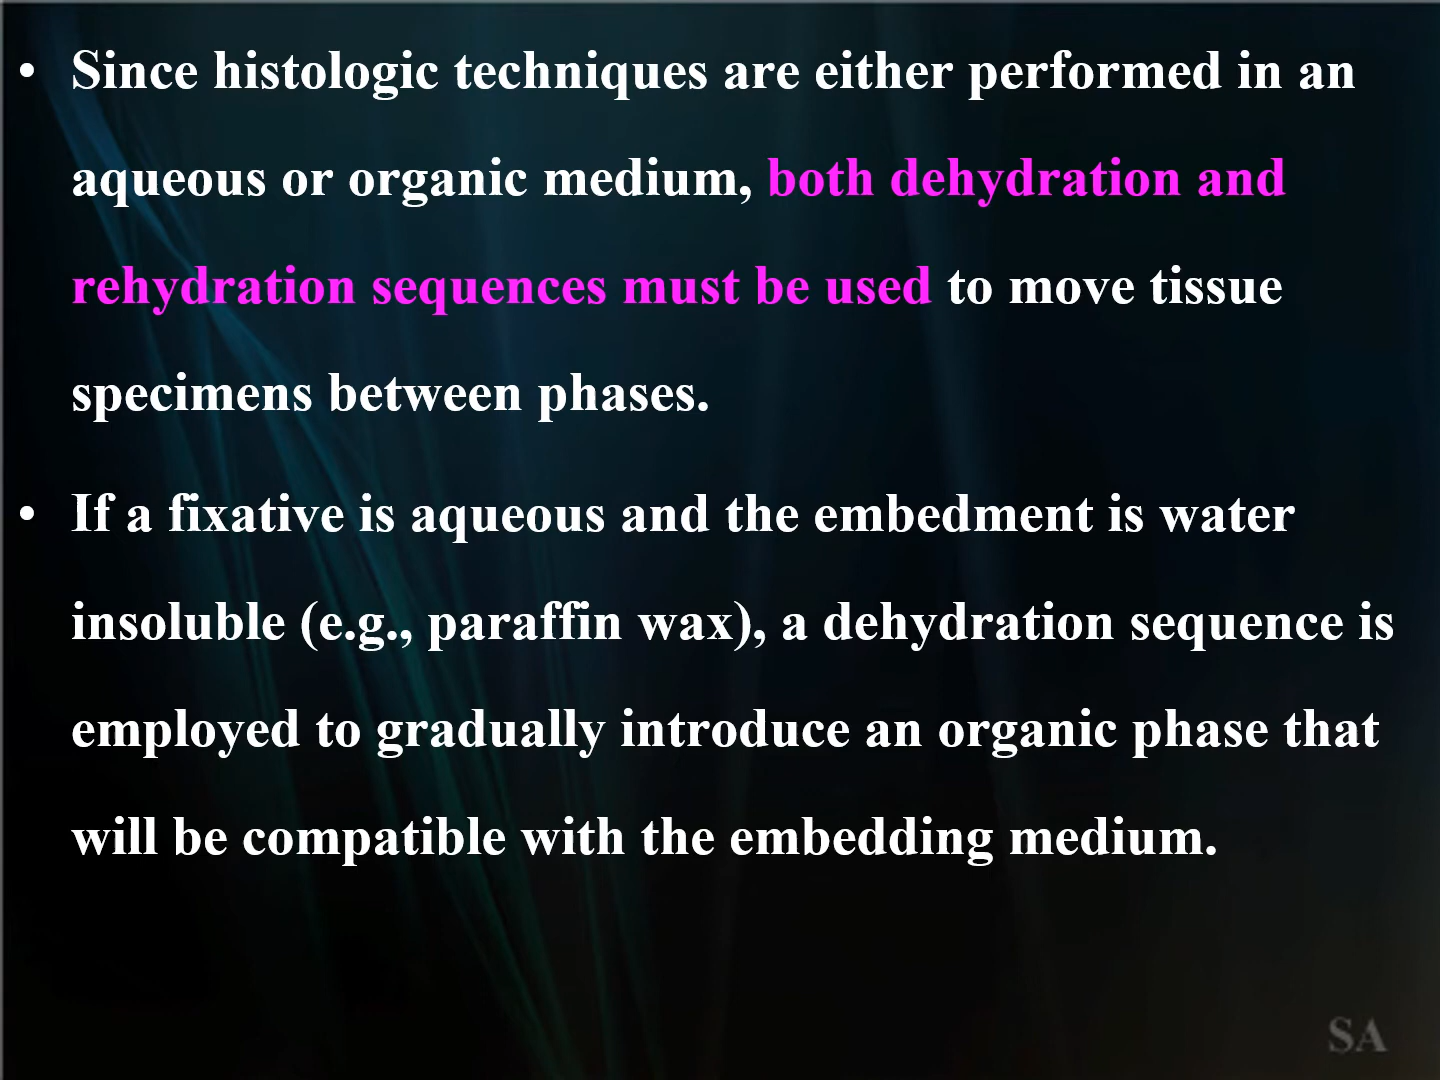 • Since histologic techniques are either performed in an
aqueous or organic medium, both dehydration and
rehydration sequences must be used to move tissue
specimens between phases.
• If a fixative is aqueous and the embedment is water
insoluble (e.g., paraffin wax), a dehydration sequence is
employed to gradually introduce an organic phase that
will be compatible with the embedding medium.
SA